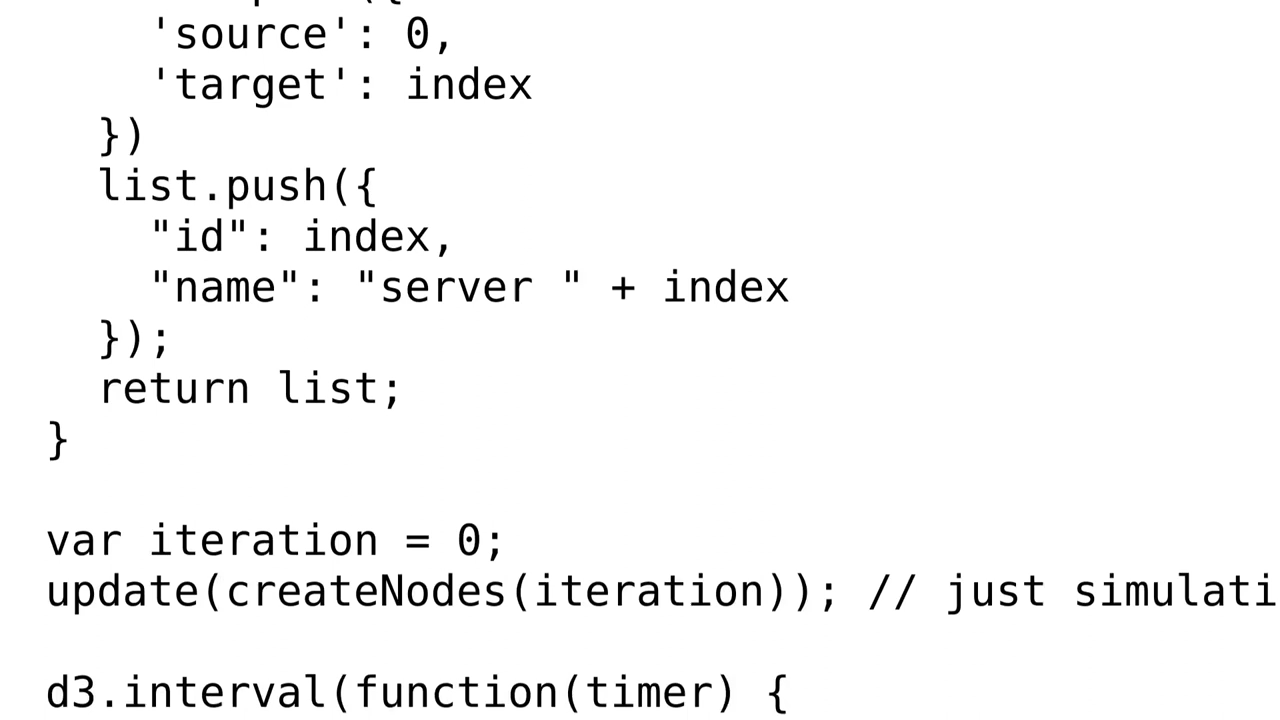 'source': 0,
'target': index
})
list.push({
"id": index,
"name": "server " + index
});
return list;
}
var iteration = 0;
update(createNodes(iteration)); // just simulati
d3.interval(function(timer) {